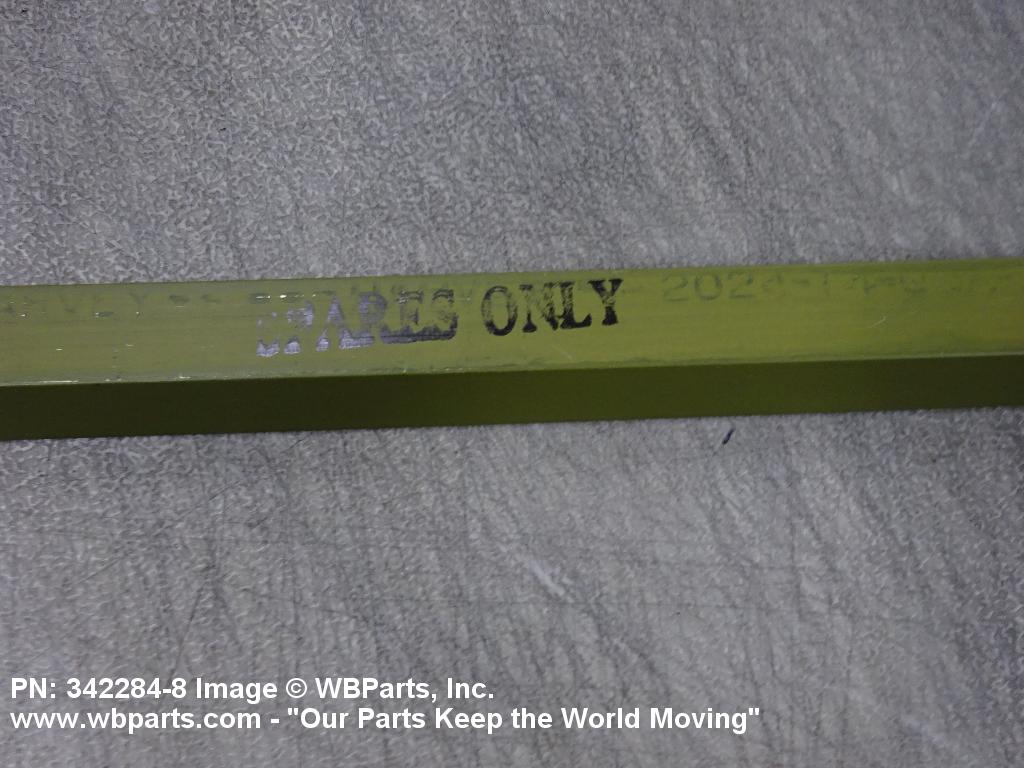 SPARES ONLY
PN: 342284-8 Image © WBParts, Inc.
www.wbparts.com - "Our Parts Keep the World Moving"